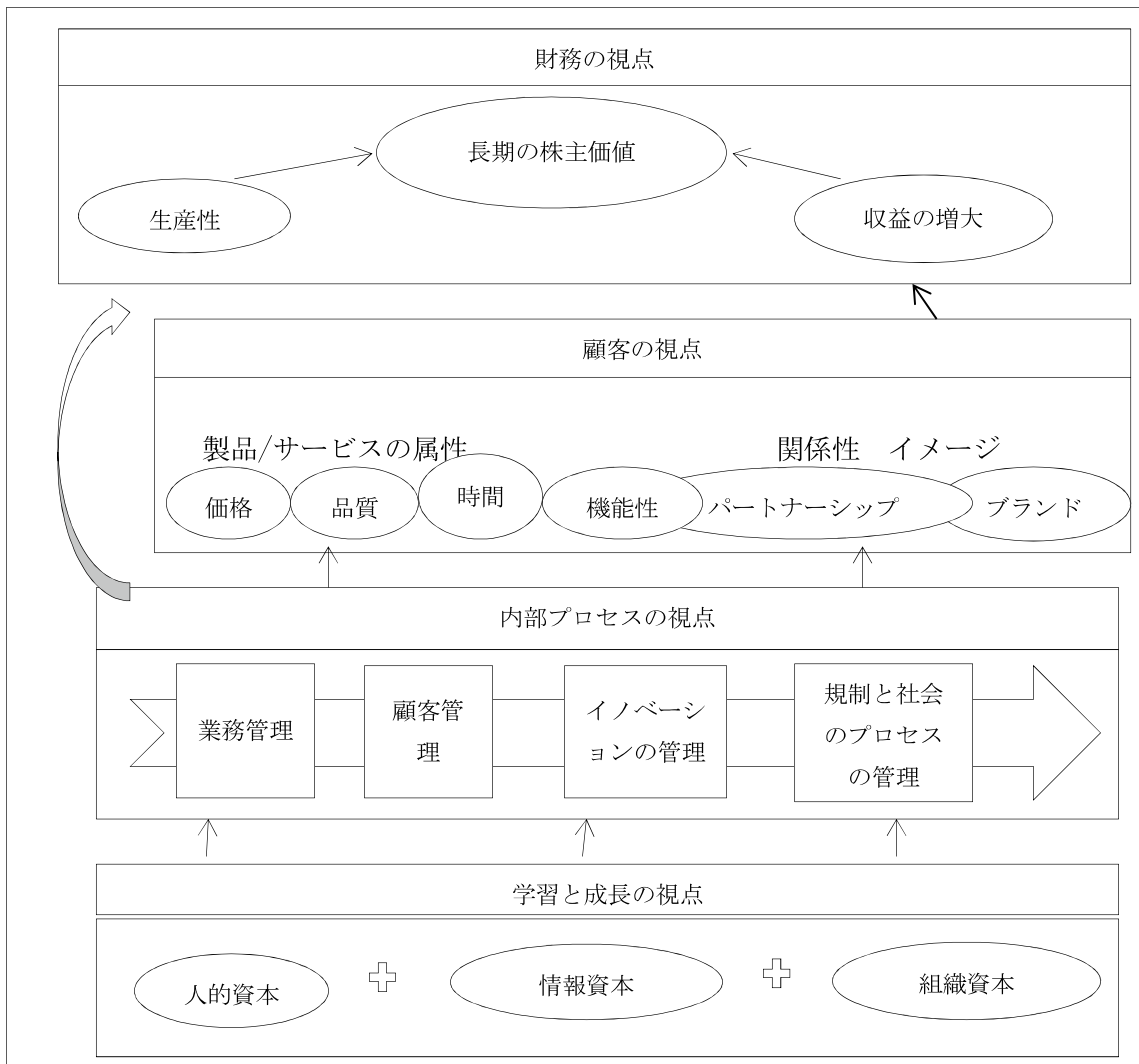 財務の視点
長期の株主価値
生産性
収益の増大
顧客の視点
製品/サービスの属性
関係性　イメージ
価格
品質
時間
機能性
パートナーシップ
ブランド
内部プロセスの視点
業務管理
顧客管
理
イノベーシ
ョンの管理
規制と社会
のプロセス
の管理
学習と成長の視点
人的資本
情報資本
組織資本